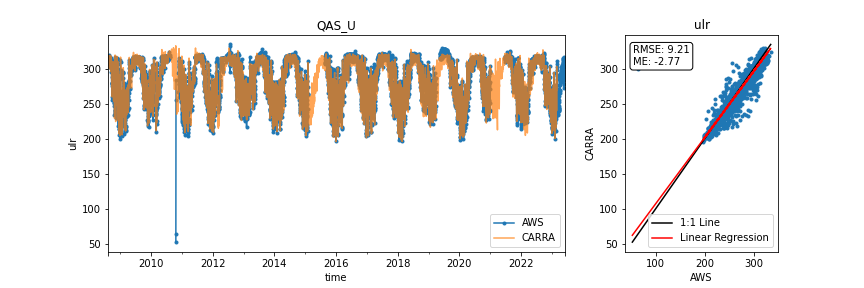 QAS_U
ulr
300
250
200
150
100
50
ulr
2010
2012
2014
2016
2018
2020
2022
time
AWS
CARRA
RMSE: 9.21
ME: -2.77
300
250
200
150
100
50
CARRA
100
200
300
AWS
1:1 Line
Linear Regression